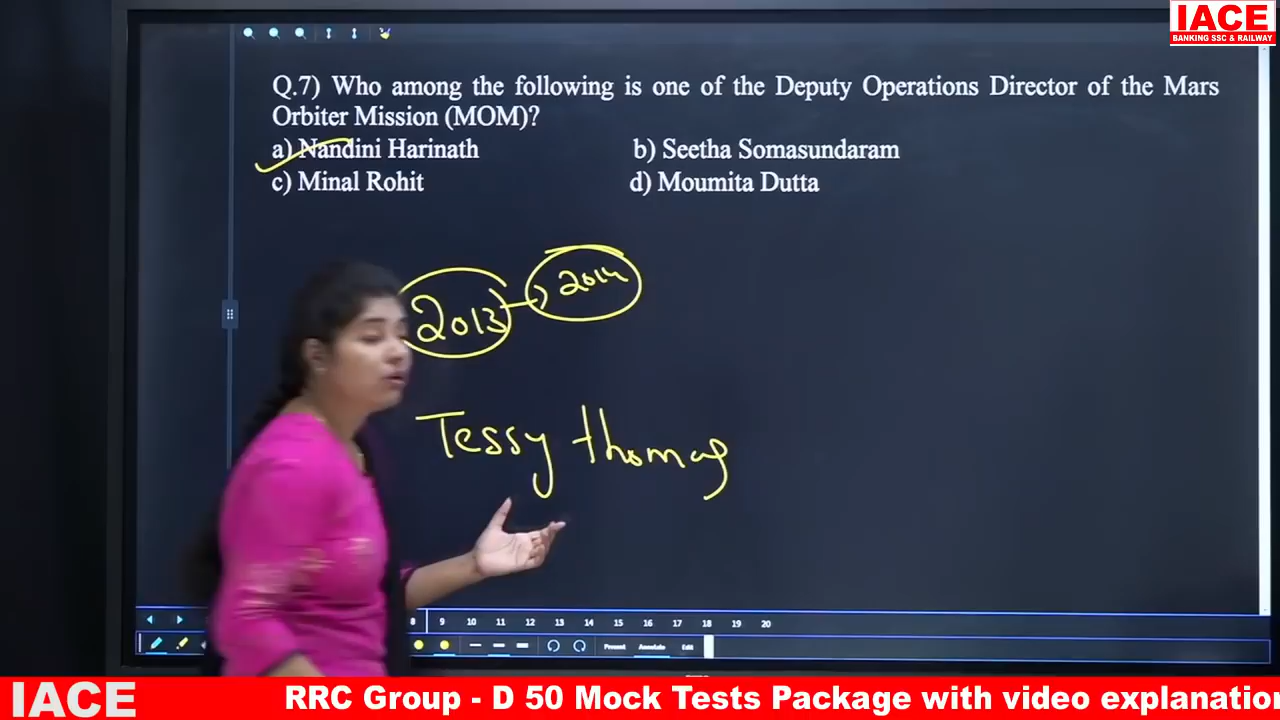 IACE
BANKING SSC & RAILWAY
Q.7) Who among the following is one of the Deputy Operations Director of the Mars
Orbiter Mission (MOM)?
a) Nandini Harinath b) Seetha Somasundaram
c) Minal Rohit d) Moumita Dutta
2013 2014
Tessy thomas
8 9 10 11 12 13 14 15 16 17 18 19 20
Present Annotate Edit
IACE RRC Group - D 50 Mock Tests Package with video explanation